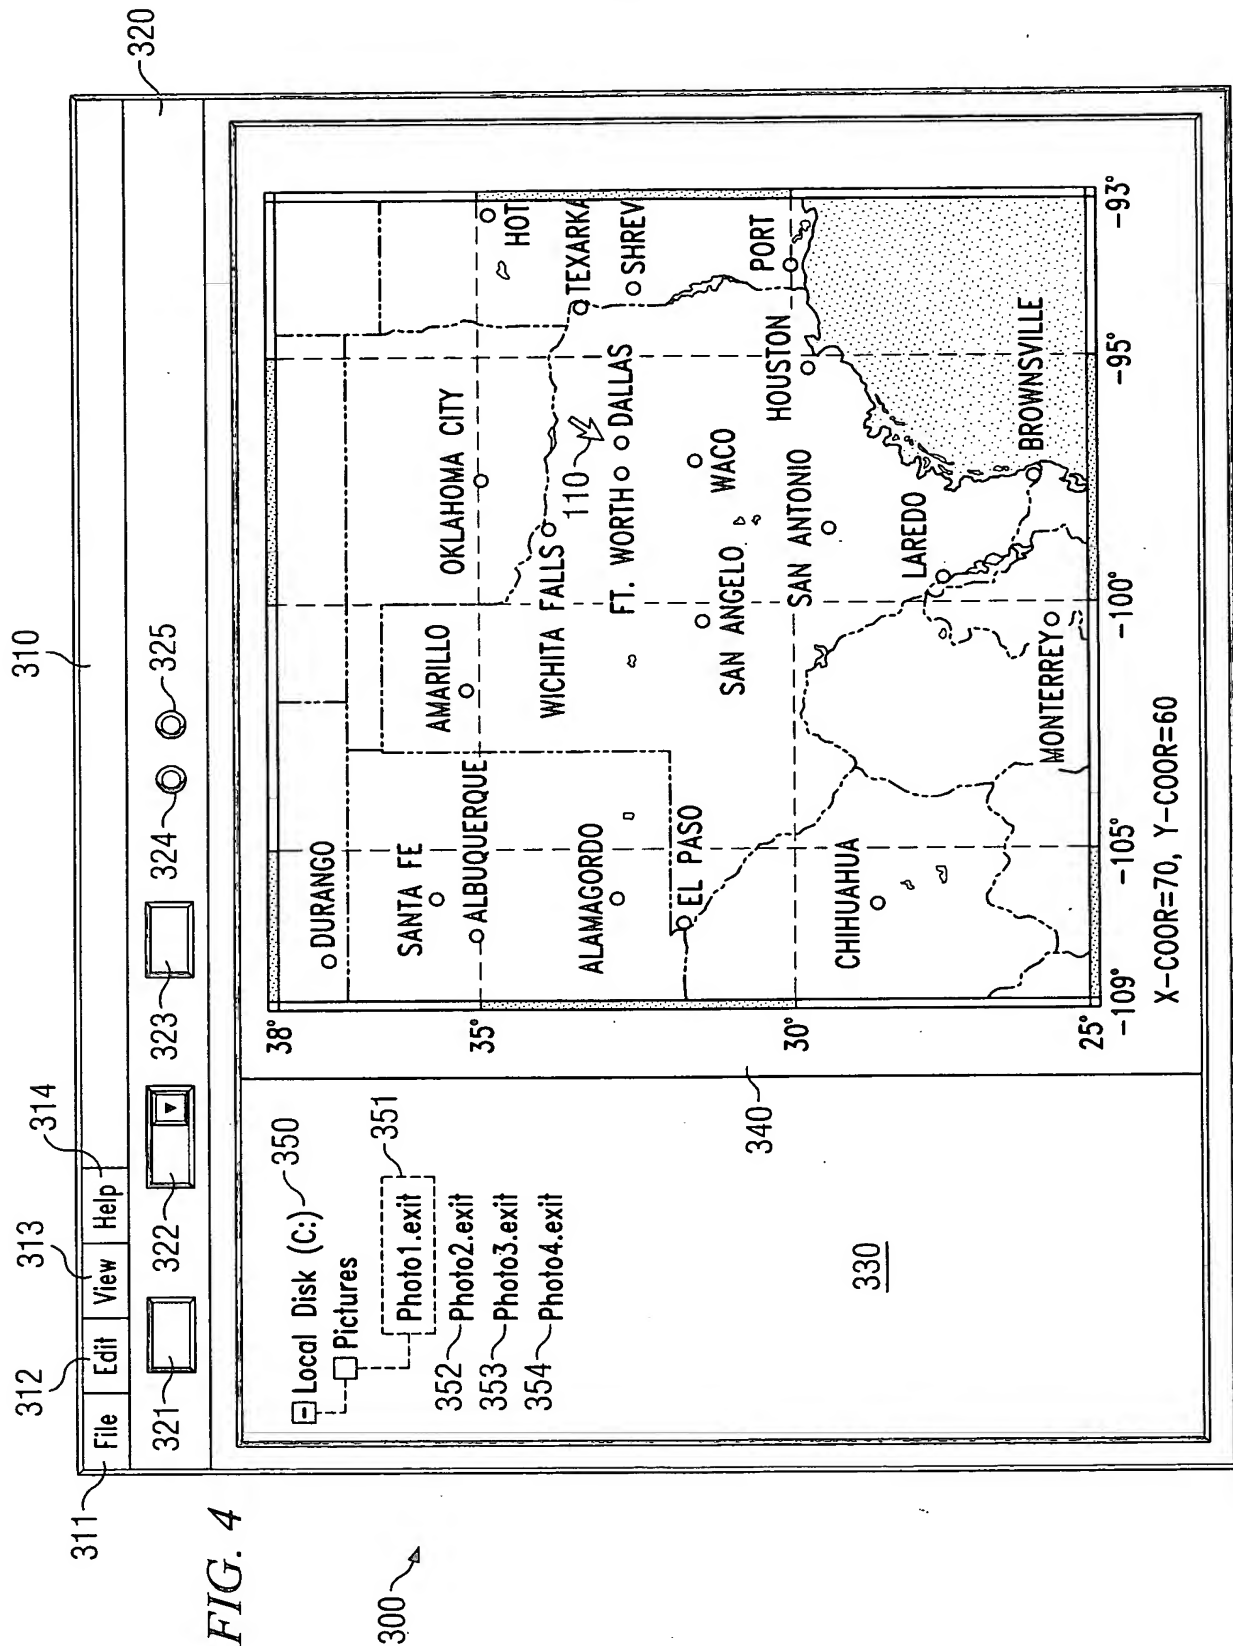 FIG. 4
300
310
311
312
313
314
320
File Edit View Help
321
322
323
324
325
Local Disk (C:)
350
Pictures
Photo1.exit
351
352
Photo2.exit
353
Photo3.exit
354
Photo4.exit
330
340
38°
35°
30°
25°
DURANGO
SANTA FE
ALBUQUERQUE
ALAMAGORDO
EL PASO
CHIHUAHUA
AMARILLO
OKLAHOMA CITY
WICHITA FALLS
110
FT. WORTH
DALLAS
WACO
SAN ANGELO
SAN ANTONIO
HOUSTON
LAREDO
MONTERREY
BROWNSVILLE
HOT
TEXARKA
SHREV
PORT
-109°
-105°
-100°
-95°
-93°
X-COOR=70, Y-COOR=60